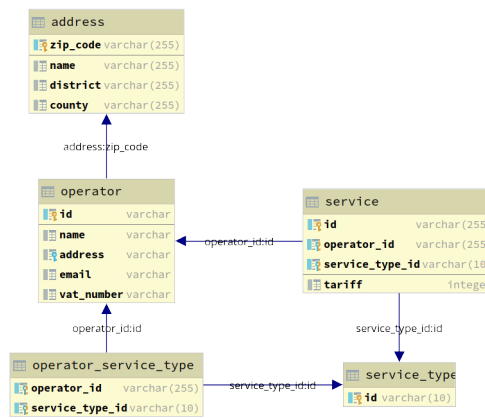 address
zip_code varchar(255)
name varchar(255)
district varchar(255)
county varchar(255)
address:zip_code
operator
id varchar
name varchar
address varchar
email varchar
vat_number varchar
service
id varchar(255
operator_id varchar(255
service_type_id varchar(10
tariff intege
operator_id:id
operator_id:id
service_type_id:id
operator_service_type
operator_id varchar(255)
service_type_id varchar(10)
service_type_id:id
service_type
id varchar(10)